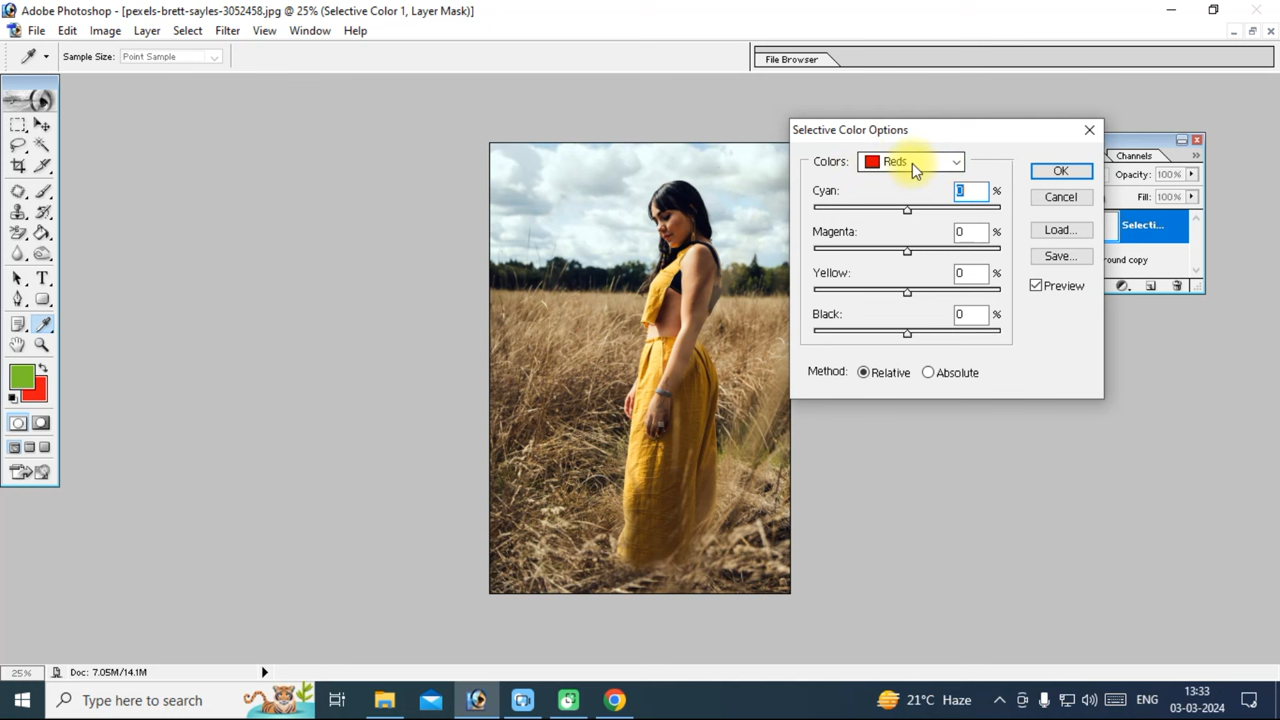 Adobe Photoshop - [pexels-brett-sayles-3052458.jpg @ 25% (Selective Color 1, Layer Mask)]
File Edit Image Layer Select Filter View Window Help
Sample Size: Point Sample
File Browser
Selective Color Options
Colors: Reds
Cyan: 0 %
Magenta: 0 %
Yellow: 0 %
Black: 0 %
Method: Relative Absolute
OK
Cancel
Load...
Save...
Preview
Channels
Opacity: 100%
Fill: 100%
Selecti...
round copy
25% Doc: 7.05M/14.1M
Type here to search
21°C Haze
ENG
13:33
03-03-2024